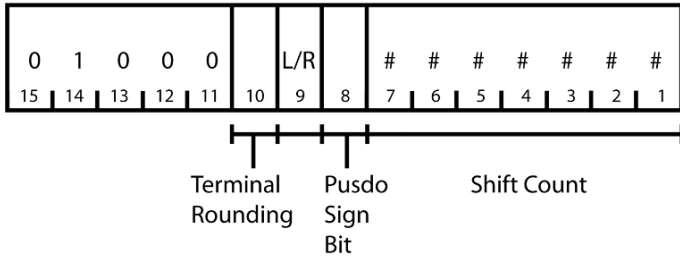 0 1 0 0 0 L/R # # # # # # #
15 14 13 12 11 10 9 8 7 6 5 4 3 2 1
Terminal Pusdo Shift Count
Rounding Sign
Bit